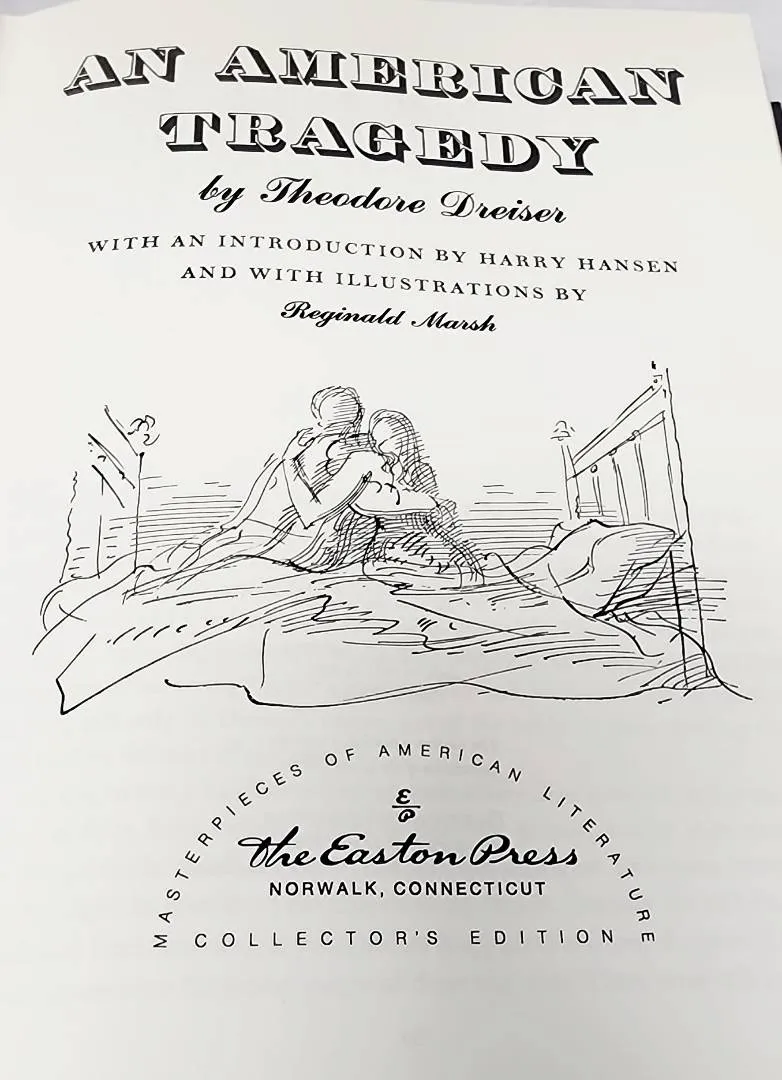 AN AMERICAN
TRAGEDY
by Theodore Dreiser
WITH AN INTRODUCTION BY HARRY HANSEN
AND WITH ILLUSTRATIONS BY
Reginald Marsh
MASTERPIECES OF AMERICAN LITERATURE
E
P
The Easton Press
NORWALK, CONNECTICUT
COLLECTOR'S EDITION